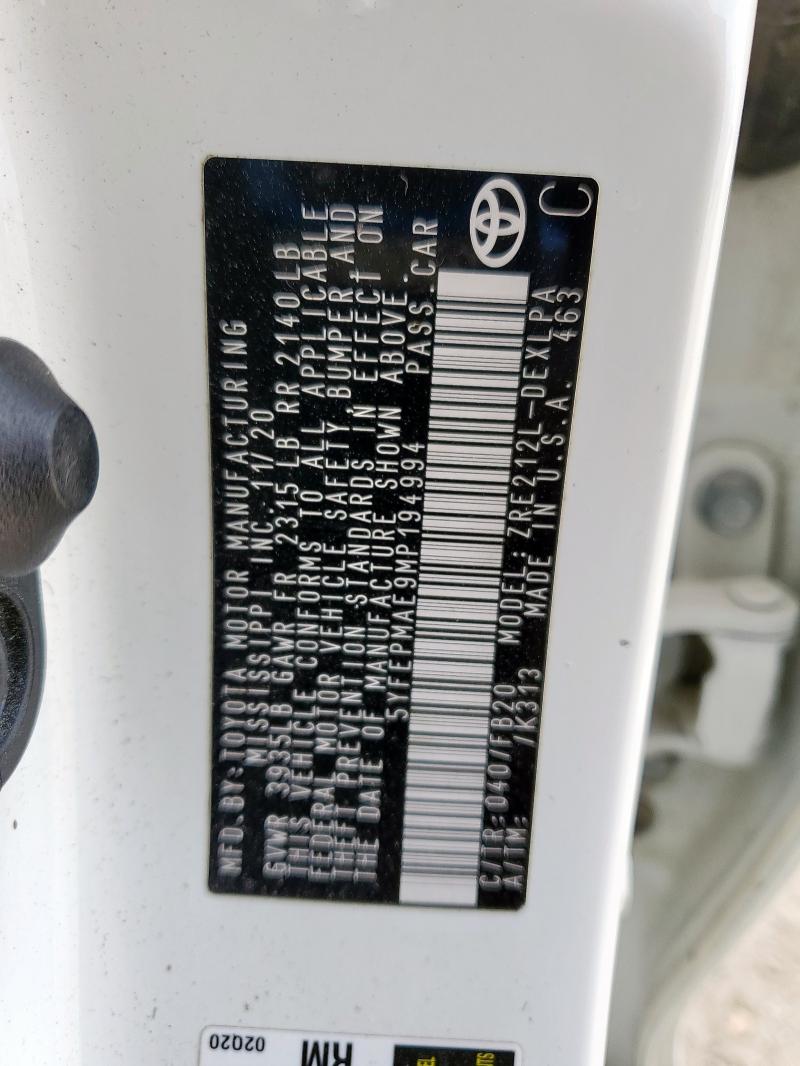 MFD.BY:TOYOTA MOTOR MANUFACTURING
MISSISSIPPI INC. 11/20
GVWR 3935LB GAWR FR 2315 LB RR 2140 LB
THIS VEHICLE CONFORMS TO ALL APPLICABLE
FEDERAL MOTOR VEHICLE SAFETY BUMPER AND
THEFT PREVENTION STANDARDS IN EFFECT ON
THE DATE OF MANUFACTURE SHOWN ABOVE.
5YFEPMAE9MP194994 PASS.CAR
C/TR:040/FB20 MODEL:ZRE212L-DEXLPA
A/TM: /K313 MADE IN U.S.A. 463
C
02Q20
RM